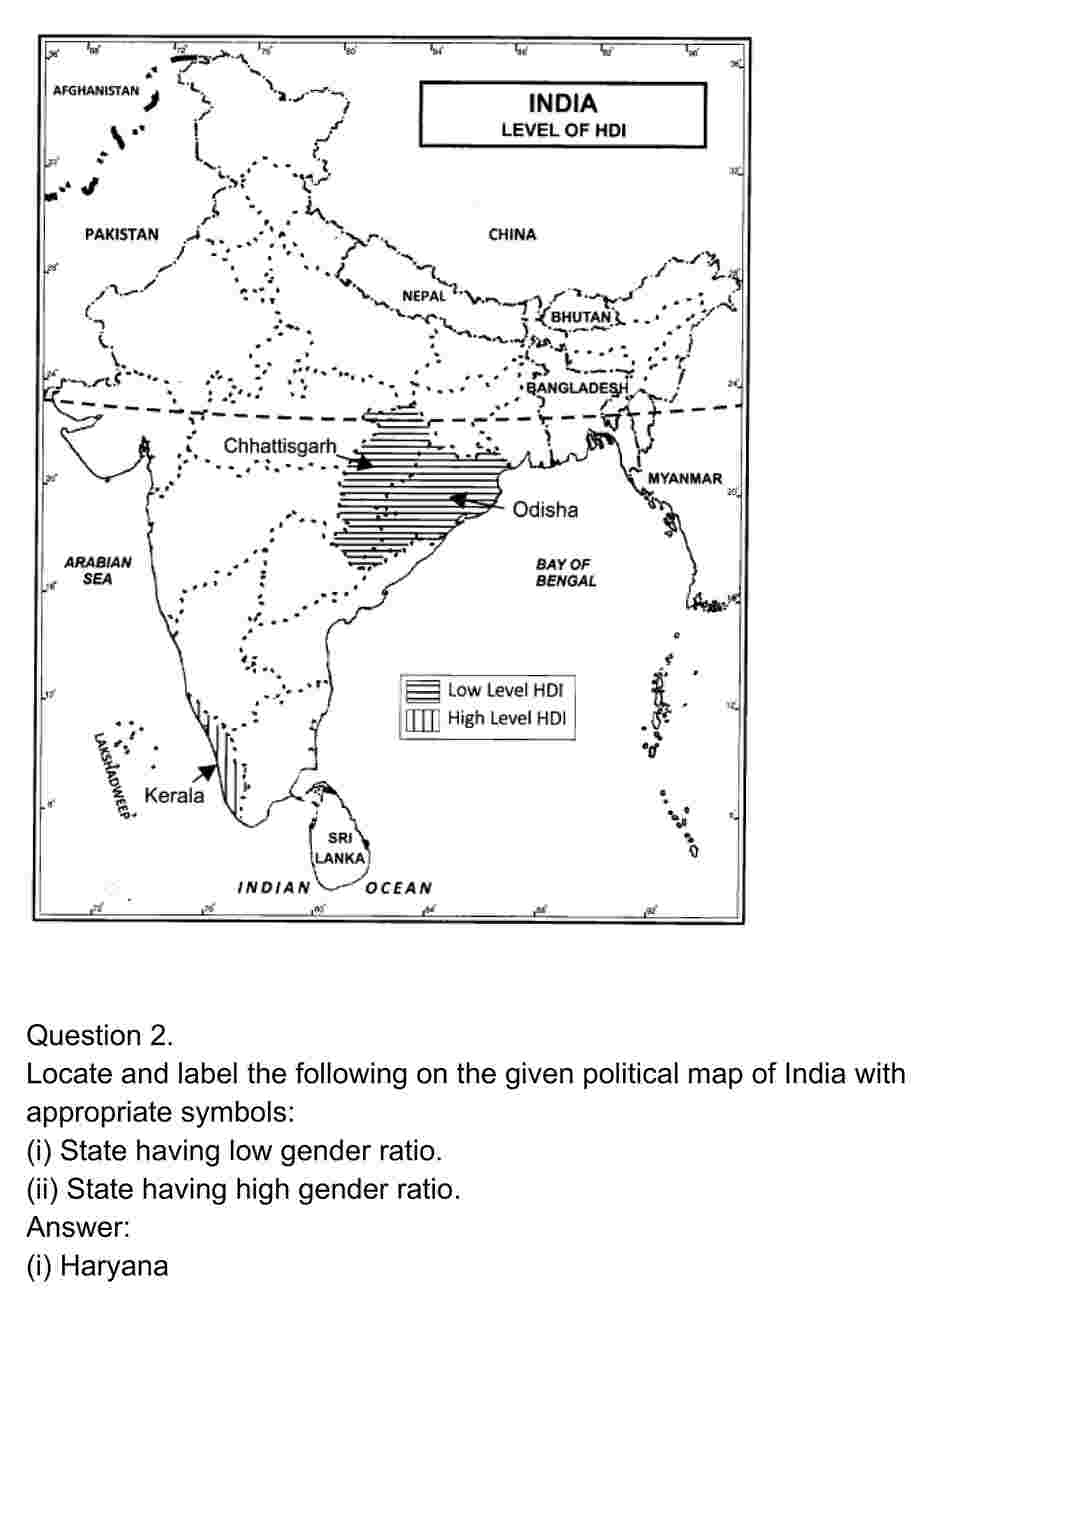 AFGHANISTAN
INDIA
LEVEL OF HDI
PAKISTAN
CHINA
NEPAL
BHUTAN
BANGLADESH
Chhattisgarh
MYANMAR
Odisha
ARABIAN
SEA
BAY OF
BENGAL
Low Level HDI
High Level HDI
LAKSHADWEEP
Kerala
SRI
LANKA
INDIAN OCEAN
Question 2.
Locate and label the following on the given political map of India with
appropriate symbols:
(i) State having low gender ratio.
(ii) State having high gender ratio.
Answer:
(i) Haryana